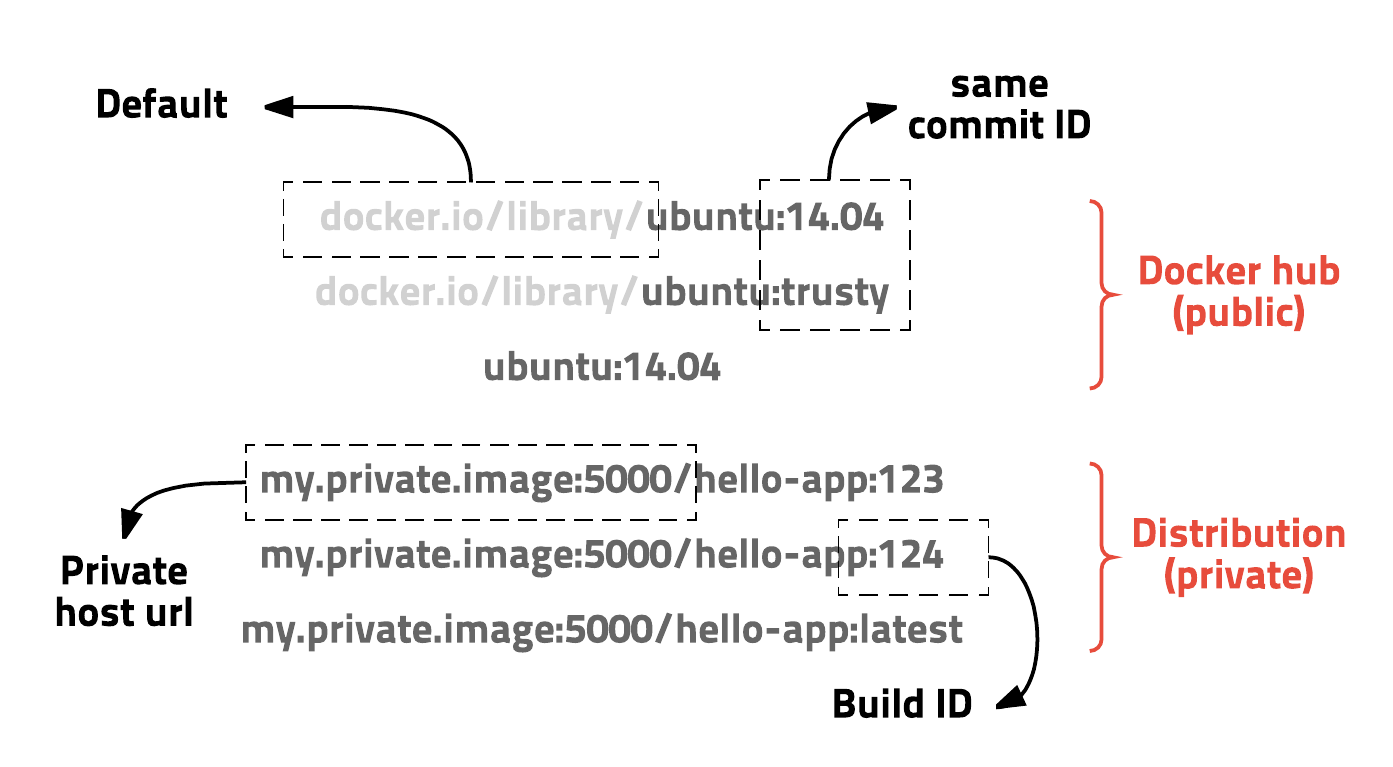 Default
same
commit ID
docker.io/library/ubuntu:14.04
docker.io/library/ubuntu:trusty
ubuntu:14.04
Docker hub
(public)
my.private.image:5000/hello-app:123
my.private.image:5000/hello-app:124
my.private.image:5000/hello-app:latest
Distribution
(private)
Private
host url
Build ID